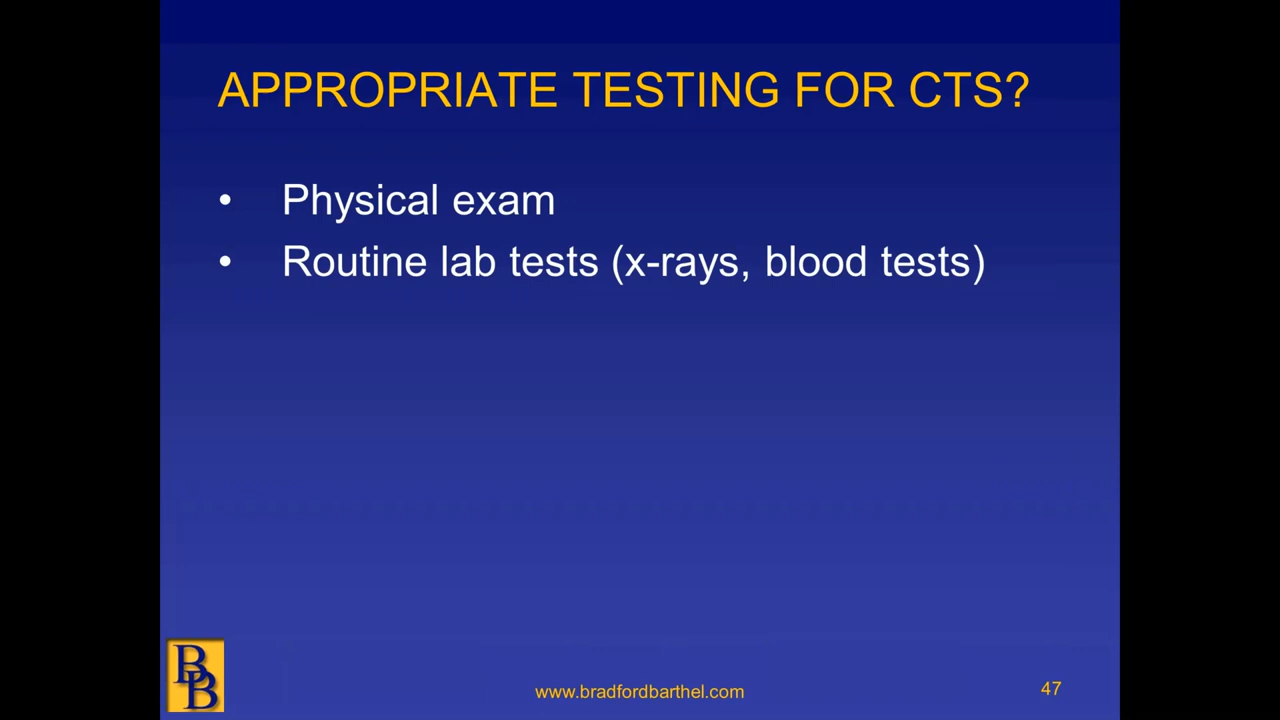 APPROPRIATE TESTING FOR CTS?
• Physical exam
• Routine lab tests (x-rays, blood tests)
BB
www.bradfordbarthel.com
47